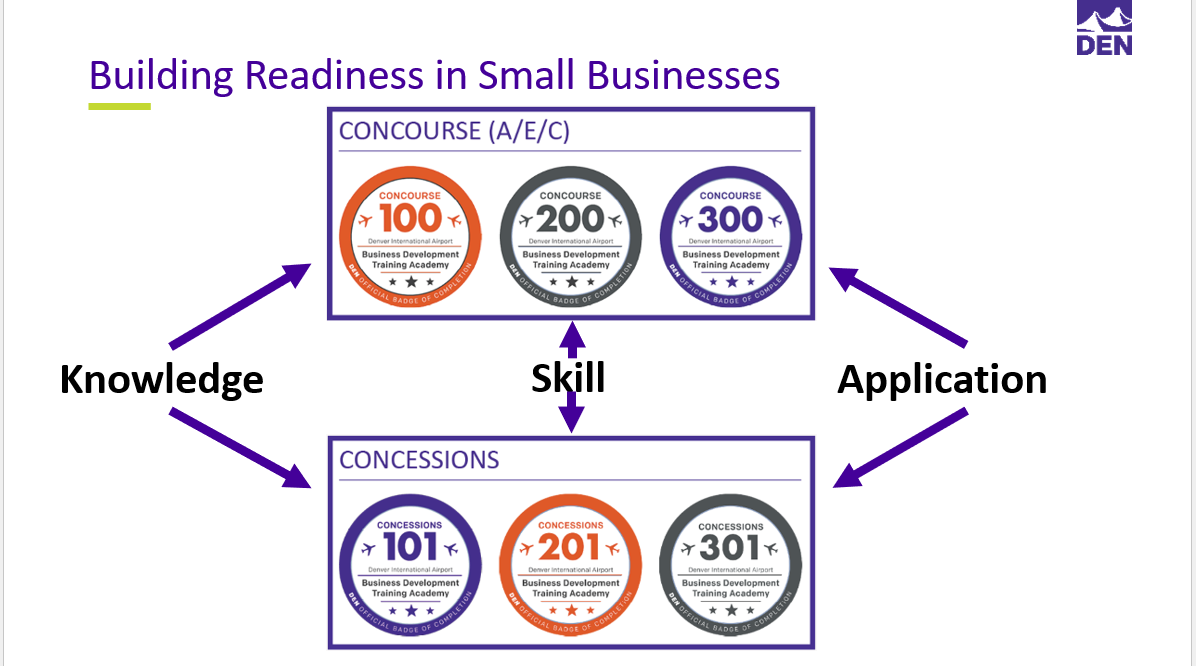 DEN
Building Readiness in Small Businesses
CONCOURSE (A/E/C)
CONCOURSE
100
Denver International Airport
Business Development
Training Academy
DEN OFFICIAL BADGE OF COMPLETION
CONCOURSE
200
Denver International Airport
Business Development
Training Academy
DEN OFFICIAL BADGE OF COMPLETION
CONCOURSE
300
Denver International Airport
Business Development
Training Academy
DEN OFFICIAL BADGE OF COMPLETION
Knowledge
Skill
Application
CONCESSIONS
CONCESSIONS
101
Denver International Airport
Business Development
Training Academy
DEN OFFICIAL BADGE OF COMPLETION
CONCESSIONS
201
Denver International Airport
Business Development
Training Academy
DEN OFFICIAL BADGE OF COMPLETION
CONCESSIONS
301
Denver International Airport
Business Development
Training Academy
DEN OFFICIAL BADGE OF COMPLETION